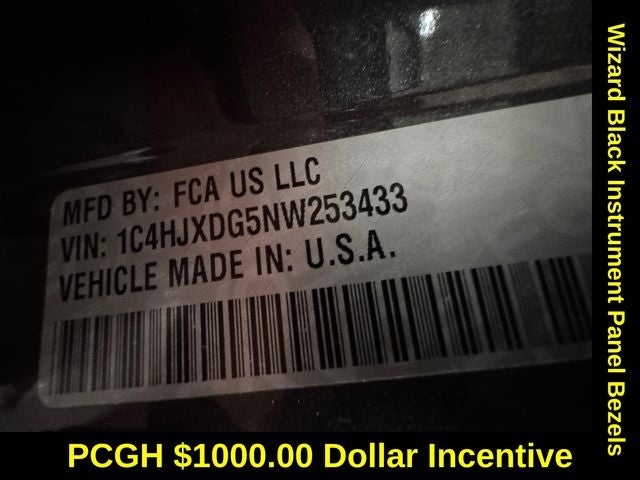 MFD BY: FCA US LLC
VIN: 1C4HJXDG5NW253433
VEHICLE MADE IN: U.S.A.
Wizard Black Instrument Panel Bezels
PCGH $1000.00 Dollar Incentive